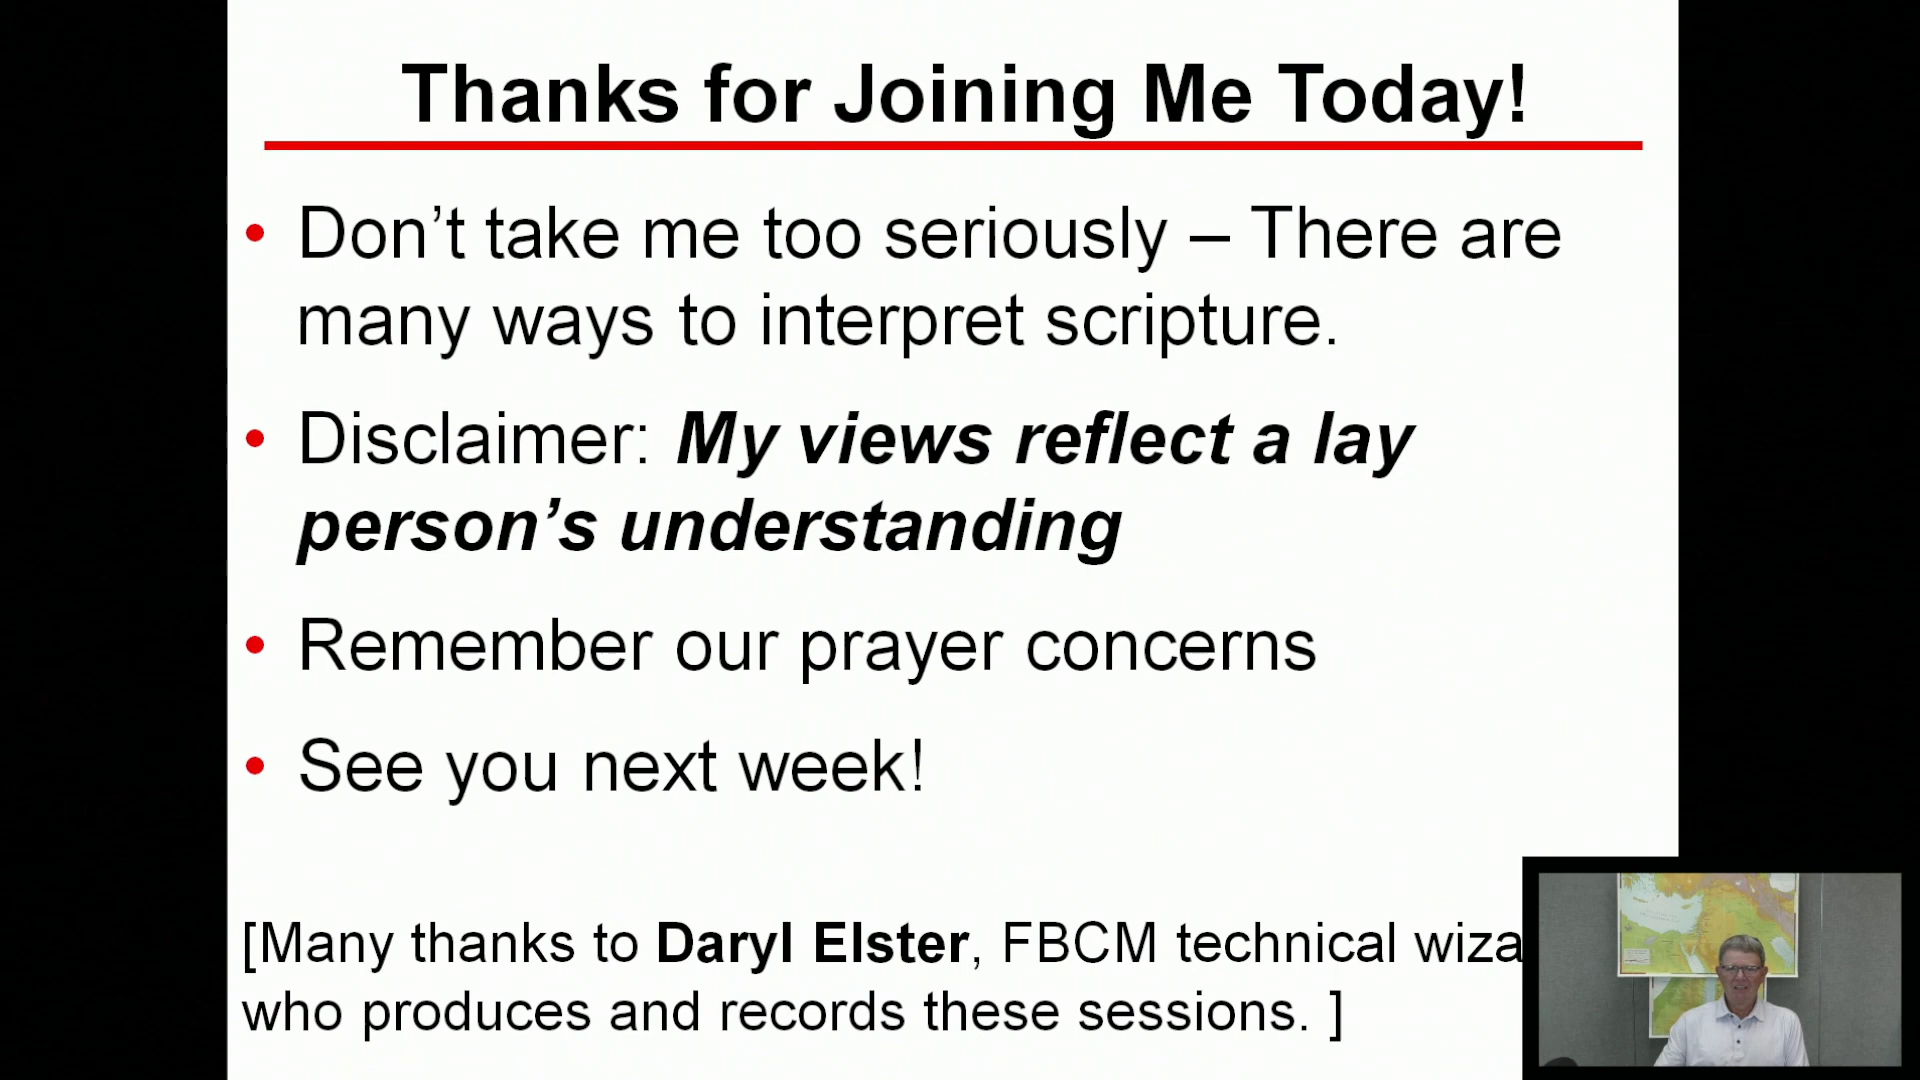 Thanks for Joining Me Today!
• Don’t take me too seriously – There are
many ways to interpret scripture.
• Disclaimer: My views reflect a lay
person’s understanding
• Remember our prayer concerns
• See you next week!
[Many thanks to Daryl Elster, FBCM technical wiza
who produces and records these sessions. ]